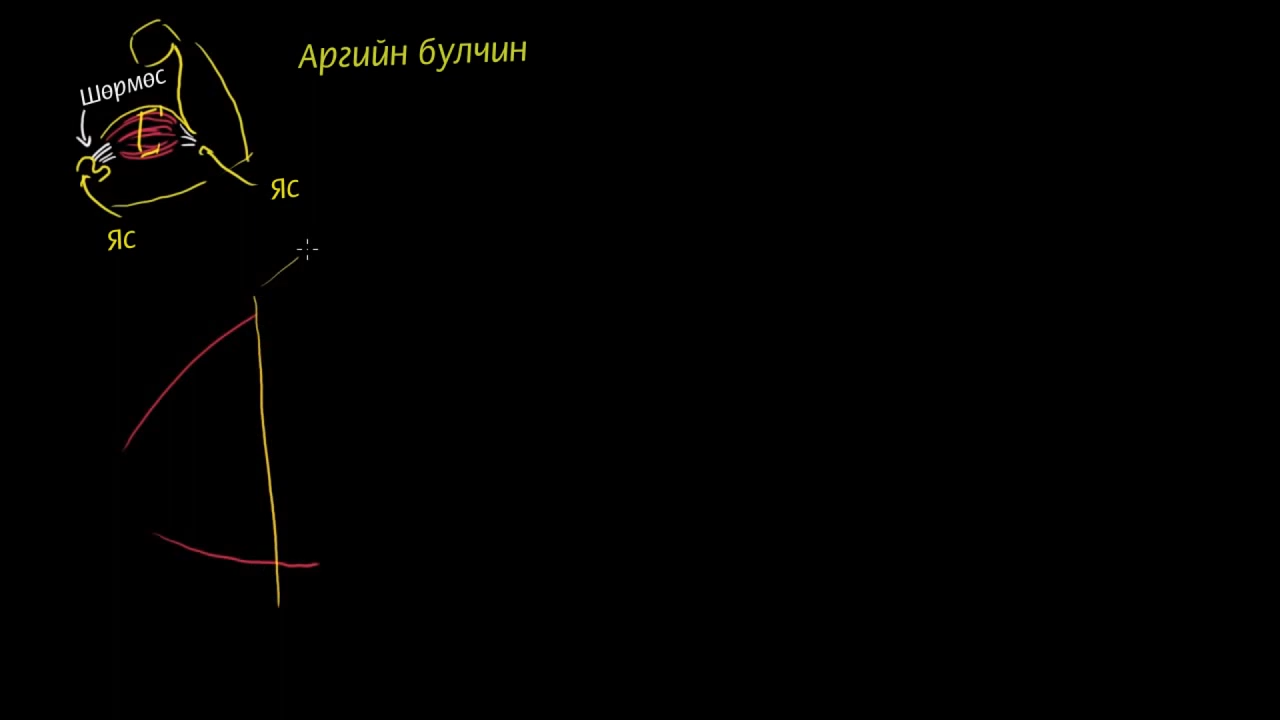 Аргийн булчин
Шөрмөс
Яс
Яс